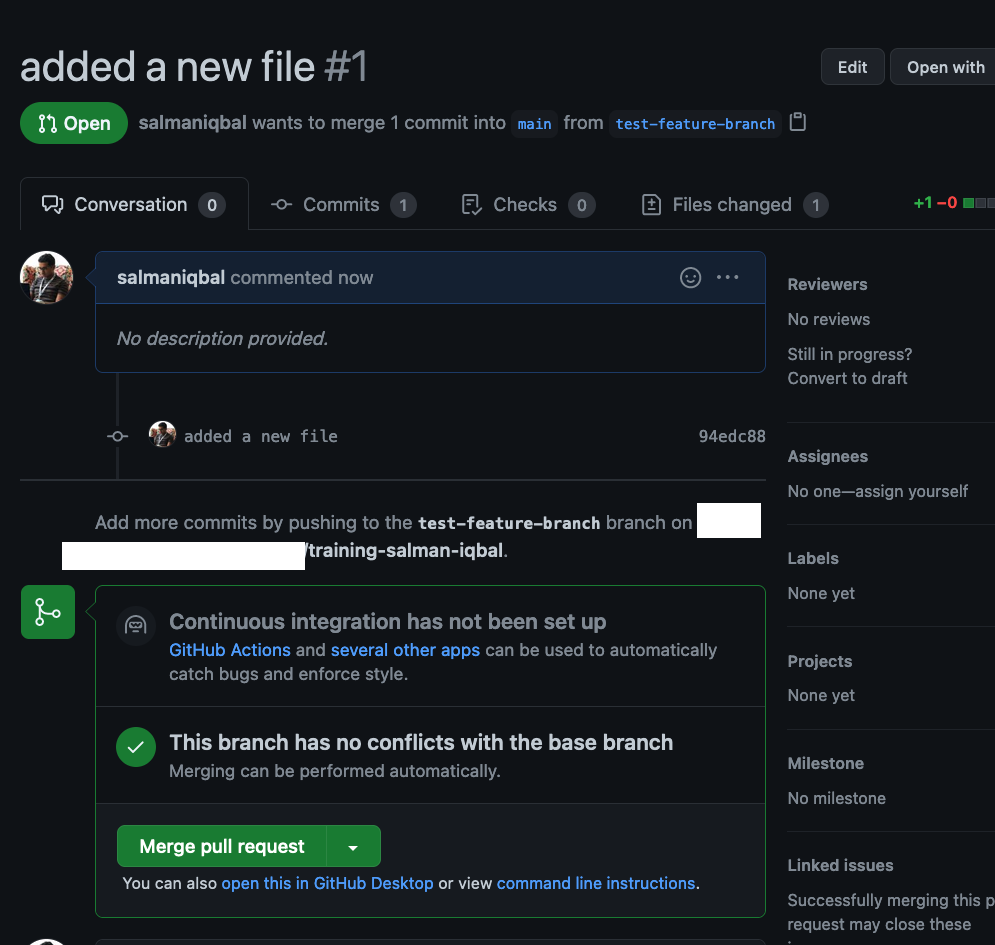 added a new file #1
Edit
Open with
Open
salmaniqbal wants to merge 1 commit into main from test-feature-branch
Conversation 0
Commits 1
Checks 0
Files changed 1
+1 −0
salmaniqbal commented now
No description provided.
added a new file
94edc88
Add more commits by pushing to the test-feature-branch branch on
/training-salman-iqbal.
Continuous integration has not been set up
GitHub Actions and several other apps can be used to automatically
catch bugs and enforce style.
This branch has no conflicts with the base branch
Merging can be performed automatically.
Merge pull request
You can also open this in GitHub Desktop or view command line instructions.
Reviewers
No reviews
Still in progress?
Convert to draft
Assignees
No one—assign yourself
Labels
None yet
Projects
None yet
Milestone
No milestone
Linked issues
Successfully merging this p
request may close these